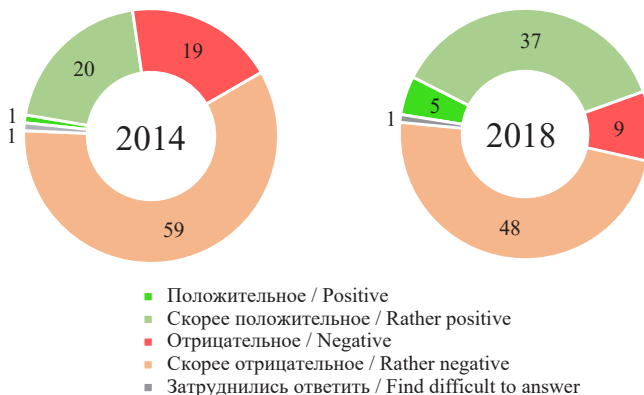 19
20
1
1
2014
59
37
5
1
9
2018
48
Положительное / Positive
Скорее положительное / Rather positive
Отрицательное / Negative
Скорее отрицательное / Rather negative
Затруднились ответить / Find difficult to answer